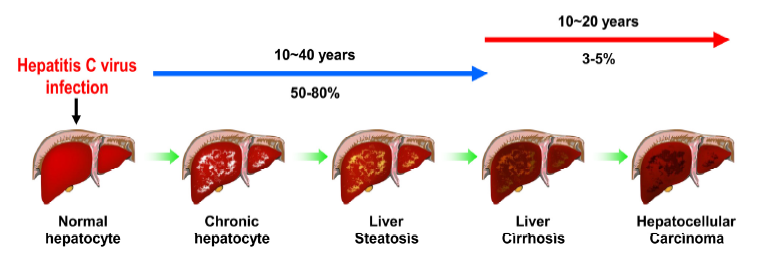 10~20 years
3-5%
Hepatitis C virus
infection
10~40 years
50-80%
Normal
hepatocyte
Chronic
hepatocyte
Liver
Steatosis
Liver
Cirrhosis
Hepatocellular
Carcinoma